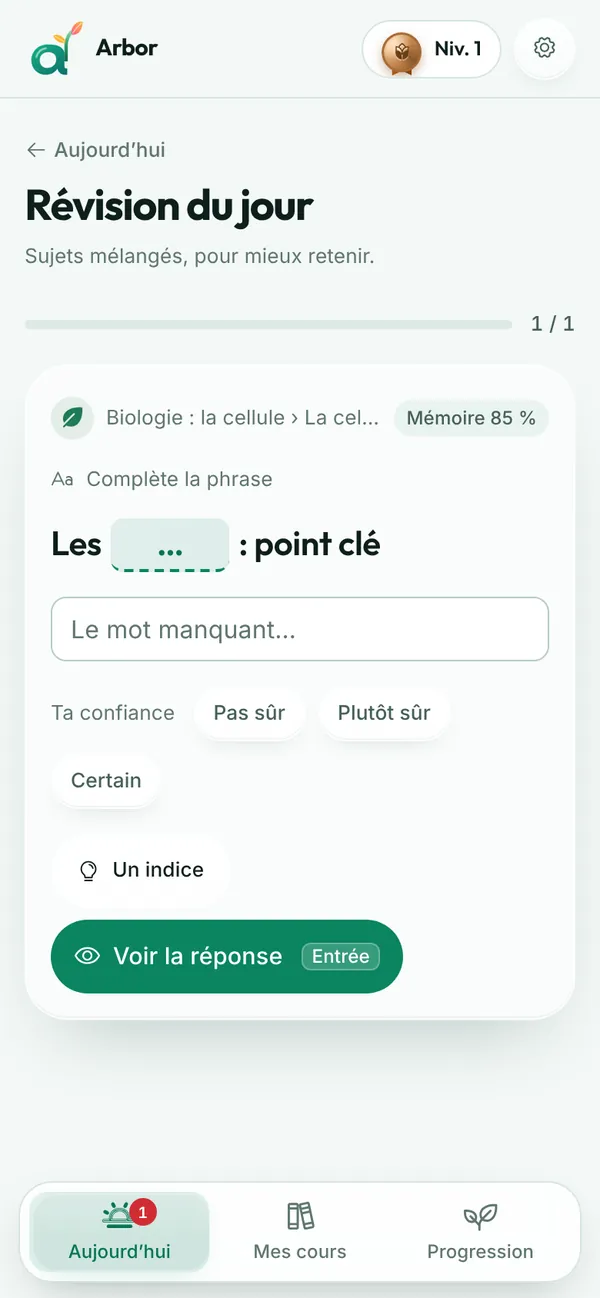 Arbor
Niv. 1
← Aujourd’hui
Révision du jour
Sujets mélangés, pour mieux retenir.
1 / 1
Biologie : la cellule › La cel...
Mémoire 85 %
Aa Complète la phrase
Les ... : point clé
Le mot manquant...
Ta confiance
Pas sûr
Plutôt sûr
Certain
Un indice
Voir la réponse
Entrée
1
Aujourd’hui
Mes cours
Progression